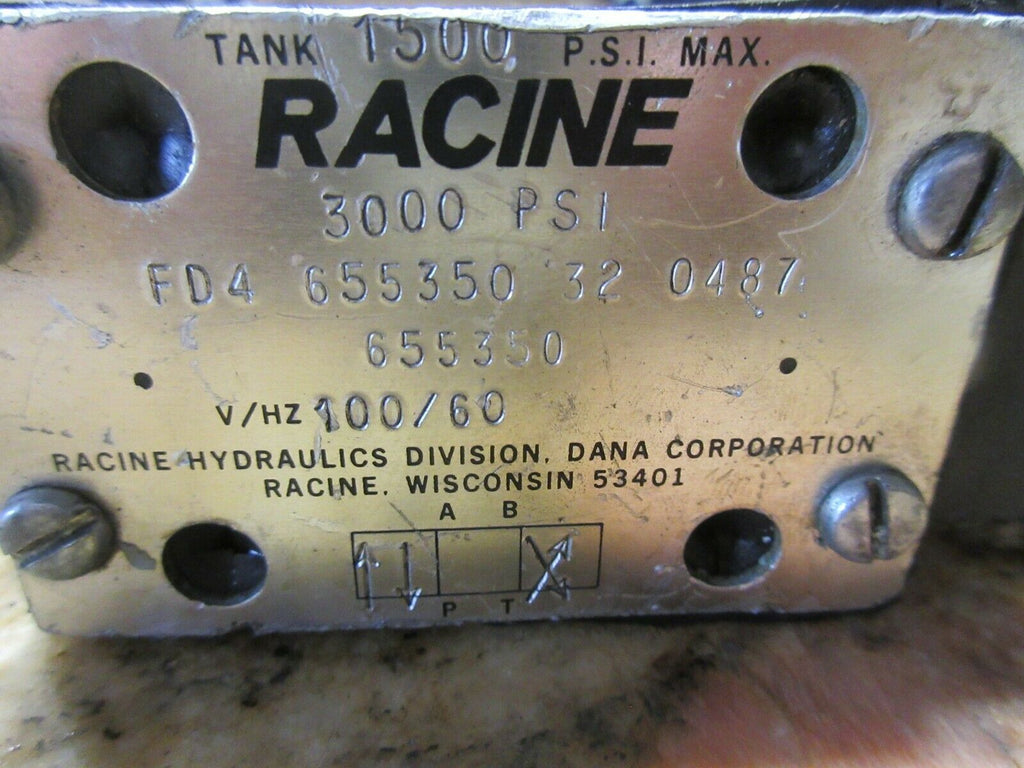 TANK 1500 P.S.I. MAX.
RACINE
3000 PSI
FD4 655350 32 0487
655350
V/HZ 100/60
RACINE HYDRAULICS DIVISION, DANA CORPORATION
RACINE, WISCONSIN 53401
A B
P T